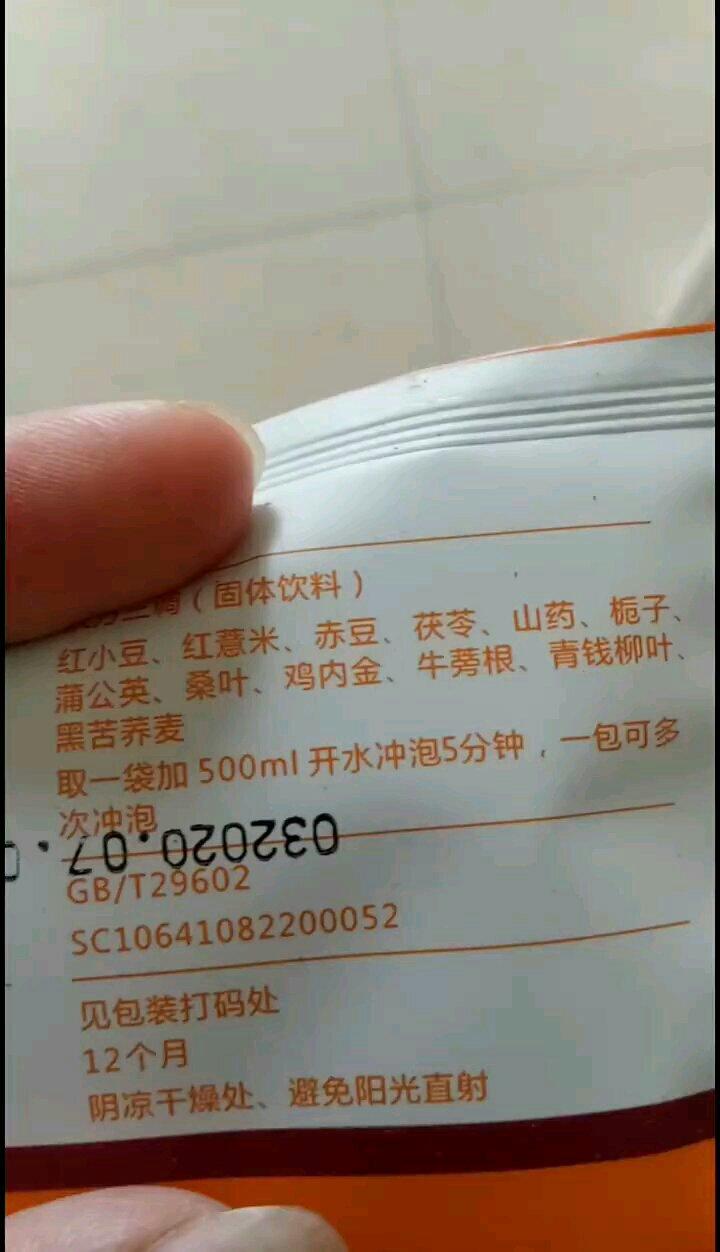 （固体饮料）
红小豆、红薏米、赤豆、茯苓、山药、栀子、
蒲公英、桑叶、鸡内金、牛蒡根、青钱柳叶、
黑苦荞麦
取一袋加 500ml 开水冲泡5分钟，一包可多
次冲泡
032020.07.
GB/T29602
SC10641082200052
见包装打码处
12个月
阴凉干燥处、避免阳光直射